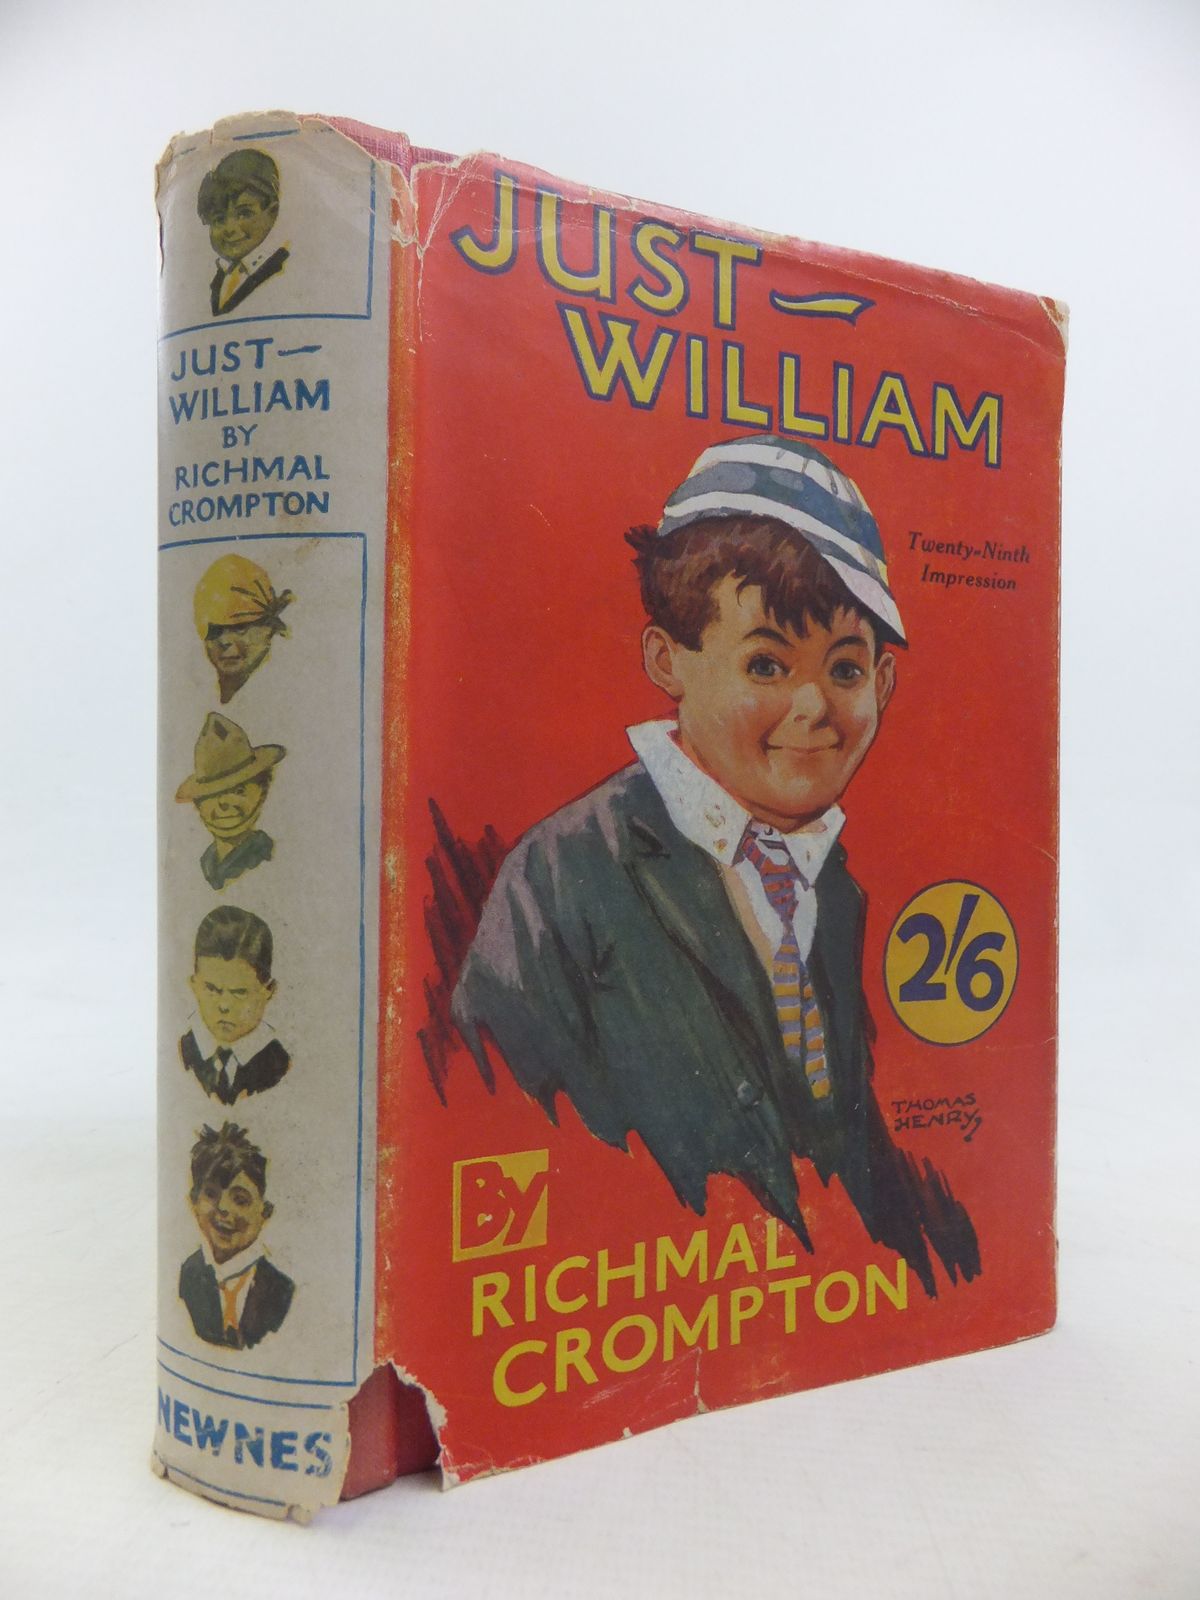 JUST—
WILLIAM
BY
RICHMAL
CROMPTON
NEWNES
JUST—
WILLIAM
Twenty-Ninth
Impression
2/6
THOMAS
HENRY
BY
RICHMAL
CROMPTON